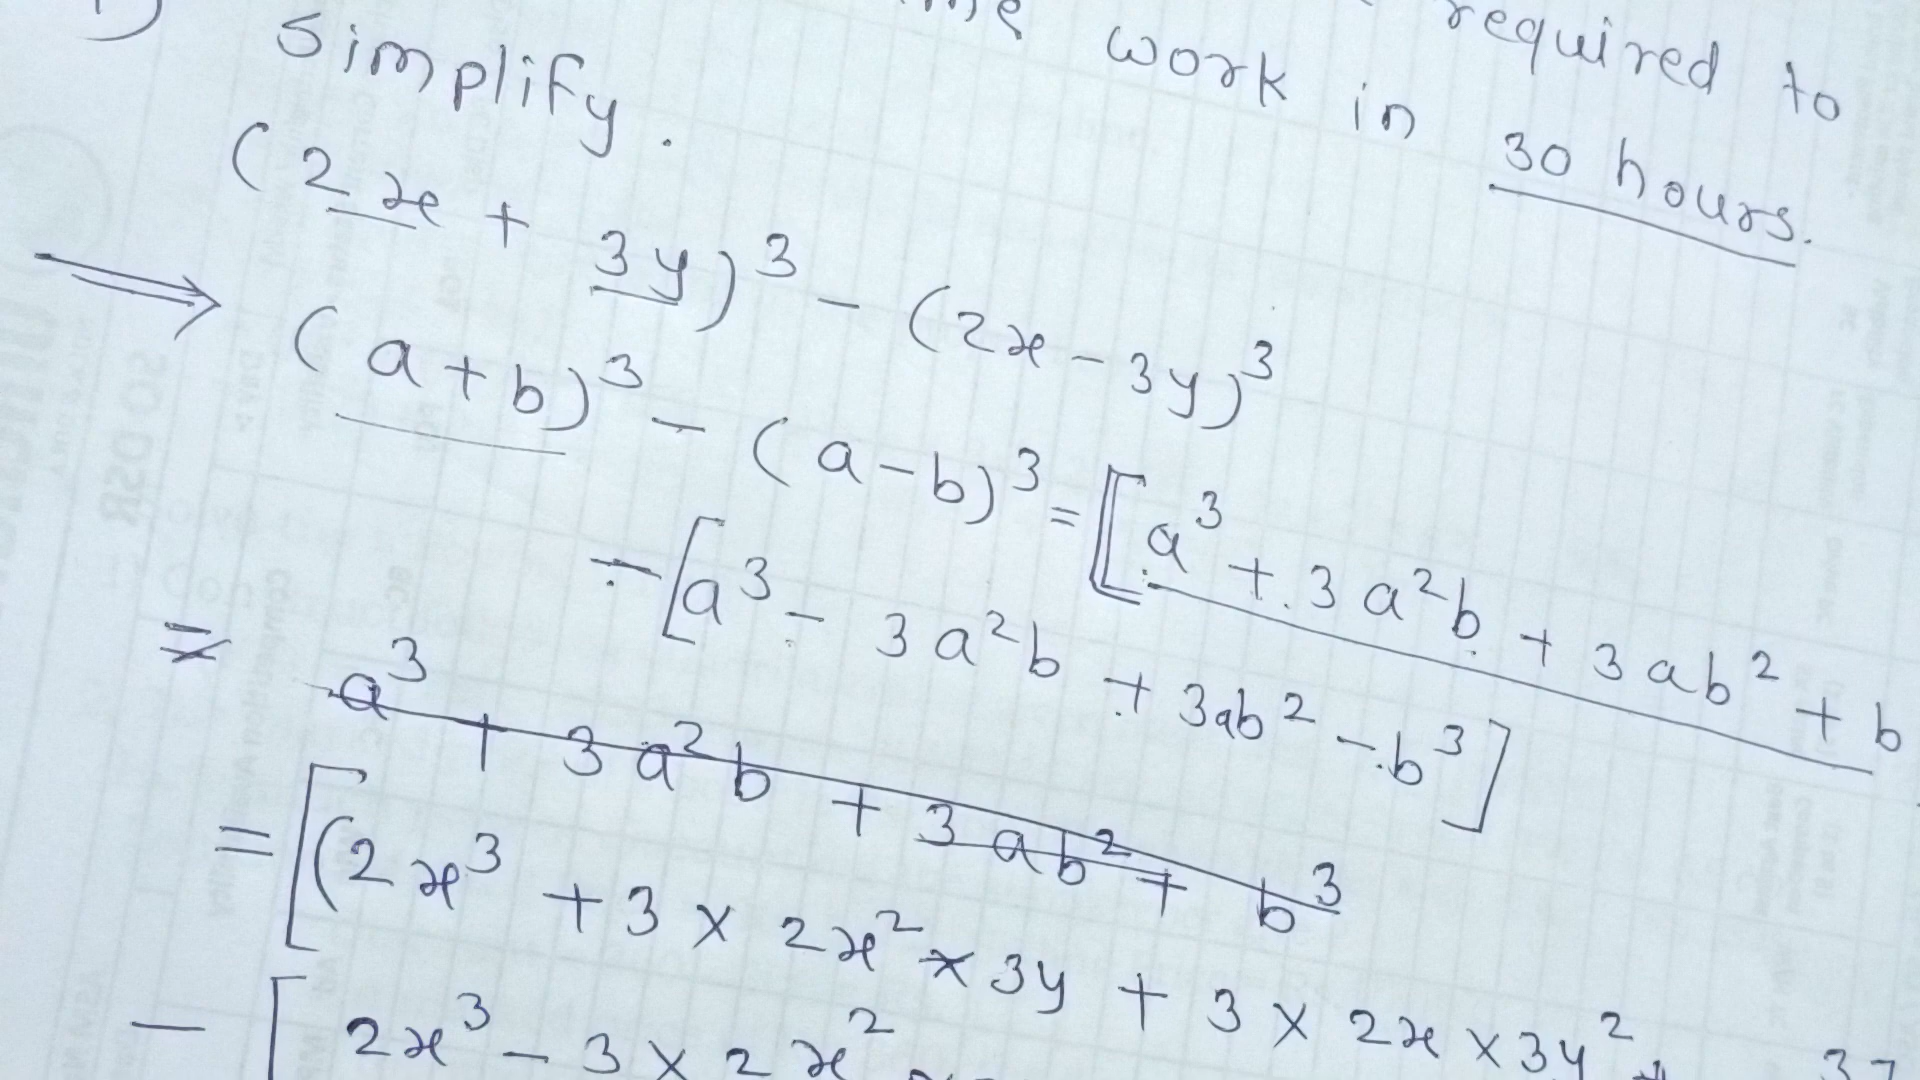 required to
work in 30 hours.
Simplify.
(2x + 3y)³ - (2x - 3y)³
⟹ (a + b)³ - (a - b)³ = [a³ + 3a²b + 3ab² + b
- [a³ - 3a²b + 3ab² - b³]
= a³ + 3a²b + 3ab² + b³
= [(2x³ + 3 × 2x² × 3y + 3 × 2x × 3y² +
- [2x³ - 3 × 2x²